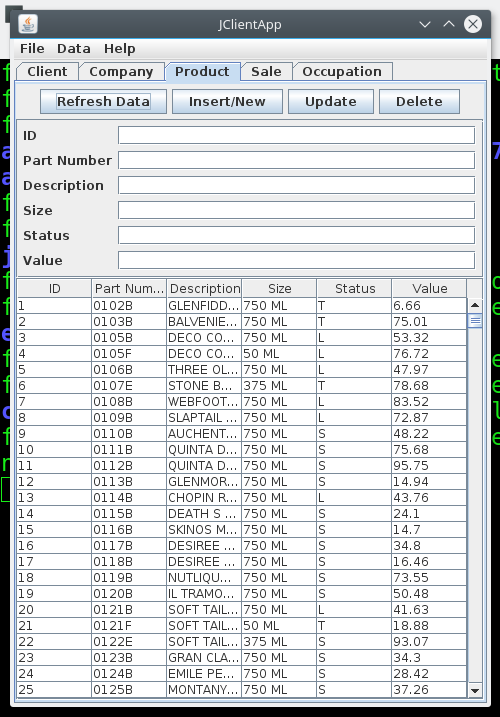 JClientApp
File Data Help
Client Company Product Sale Occupation
Refresh Data Insert/New Update Delete
ID
Part Number
Description
Size
Status
Value
ID Part Num... Description Size Status Value
1 0102B GLENFIDD... 750 ML T 6.66
2 0103B BALVENIE... 750 ML T 75.01
3 0105B DECO CO... 750 ML L 53.32
4 0105F DECO CO... 50 ML L 76.72
5 0106B THREE OL... 750 ML L 47.97
6 0107E STONE B... 375 ML T 78.68
7 0108B WEBFOOT... 750 ML L 83.52
8 0109B SLAPTAIL ... 750 ML L 72.87
9 0110B AUCHENT... 750 ML S 48.22
10 0111B QUINTA D... 750 ML S 75.68
11 0112B QUINTA D... 750 ML S 95.75
12 0113B GLENMOR... 750 ML S 14.94
13 0114B CHOPIN R... 750 ML L 43.76
14 0115B DEATH S ... 750 ML S 24.1
15 0116B SKINOS M... 750 ML S 14.7
16 0117B DESIREE ... 750 ML S 34.8
17 0118B DESIREE ... 750 ML S 16.46
18 0119B NUTLIQU... 750 ML S 73.55
19 0120B IL TRAMO... 750 ML S 50.48
20 0121B SOFT TAIL... 750 ML L 41.63
21 0121F SOFT TAIL... 50 ML T 18.88
22 0122E SOFT TAIL... 375 ML S 93.07
23 0123B GRAN CLA... 750 ML S 34.3
24 0124B EMILE PE... 750 ML S 28.42
25 0125B MONTANY... 750 ML S 37.26